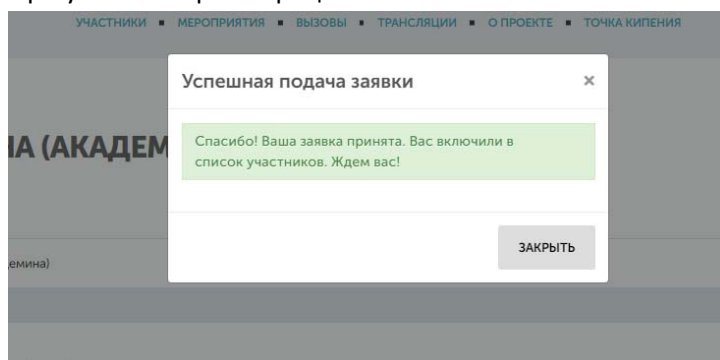 УЧАСТНИКИ ▪ МЕРОПРИЯТИЯ ▪ ВЫЗОВЫ ▪ ТРАНСЛЯЦИИ ▪ О ПРОЕКТЕ ▪ ТОЧКА КИПЕНИЯ
Успешная подача заявки ×
НА (АКАДЕМ
Спасибо! Ваша заявка принята. Вас включили в
список участников. Ждем вас!
ЗАКРЫТЬ
емина)